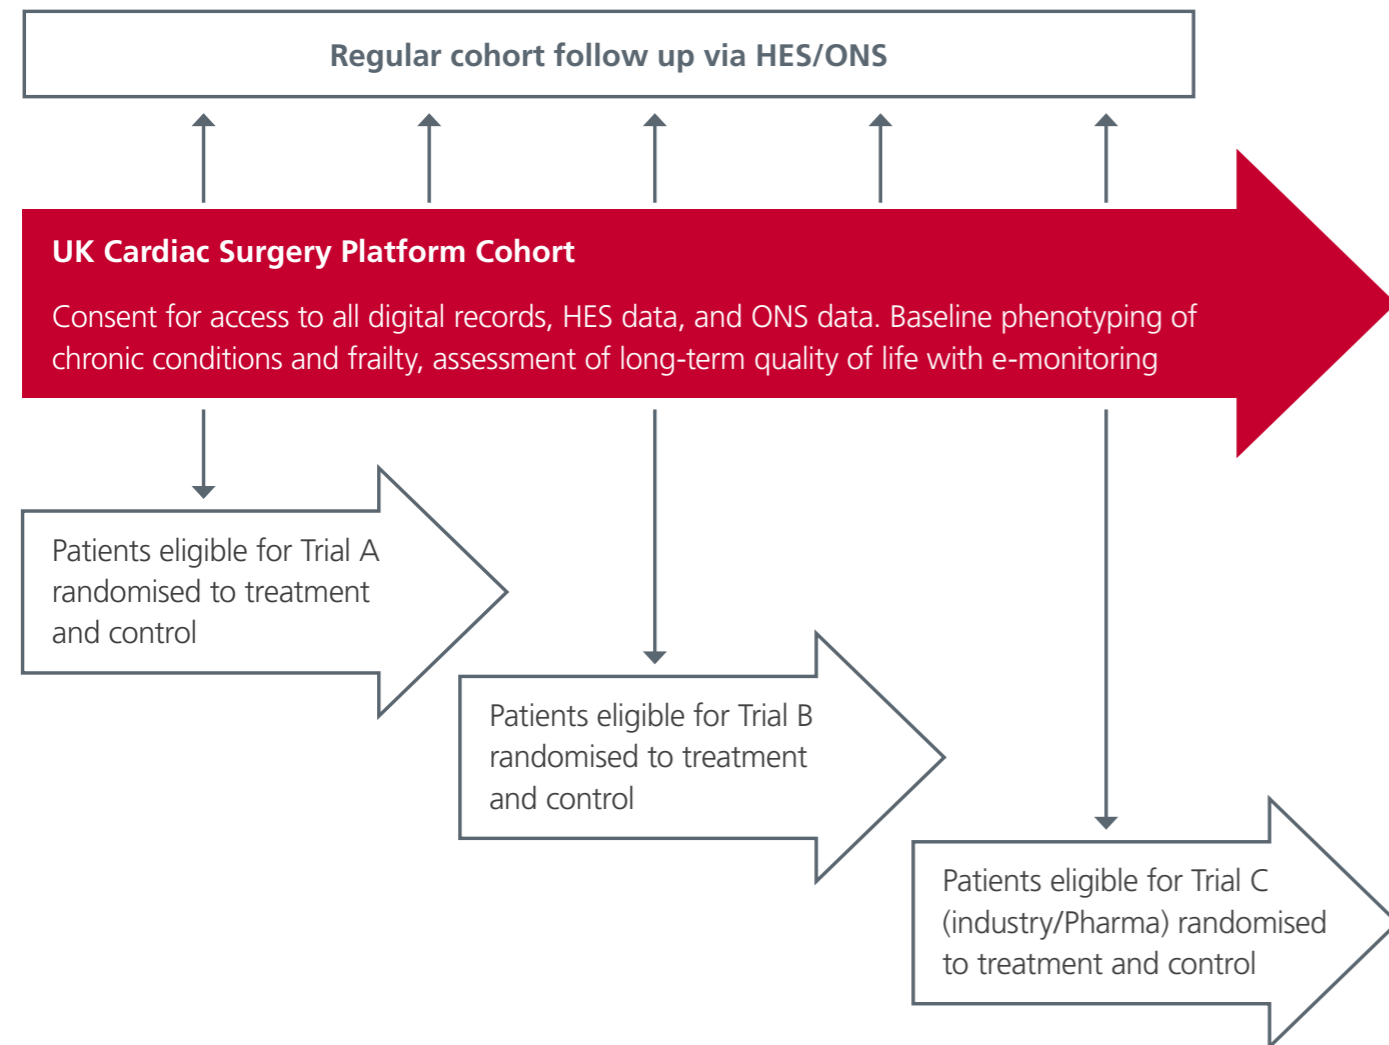 Regular cohort follow up via HES/ONS
UK Cardiac Surgery Platform Cohort
Consent for access to all digital records, HES data, and ONS data. Baseline phenotyping of
chronic conditions and frailty, assessment of long-term quality of life with e-monitoring
Patients eligible for Trial A
randomised to treatment
and control
Patients eligible for Trial B
randomised to treatment
and control
Patients eligible for Trial C
(industry/Pharma) randomised
to treatment and control